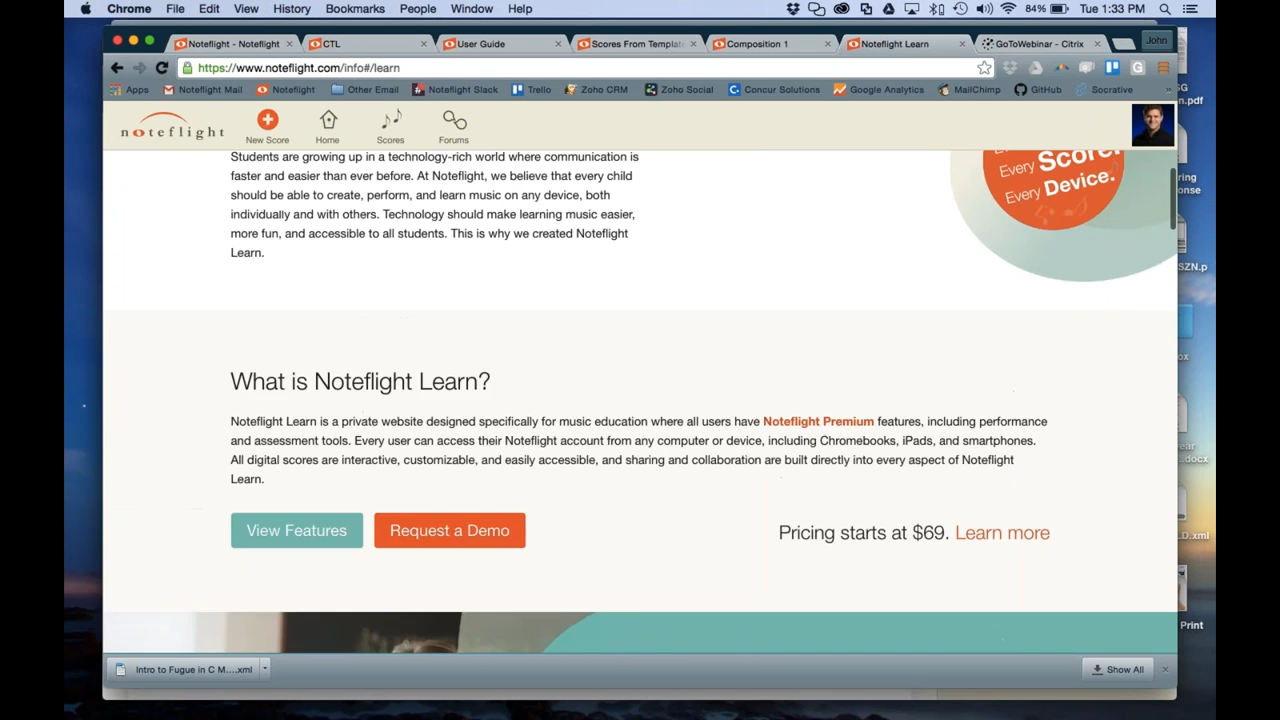 Chrome File Edit View History Bookmarks People Window Help 84% Tue 1:33 PM
Noteflight - Noteflight CTL User Guide Scores From Templat Composition 1 Noteflight Learn GoToWebinar - Citrix John
https://www.noteflight.com/info#/learn
Apps Noteflight Mail Noteflight Other Email Noteflight Slack Trello Zoho CRM Zoho Social Concur Solutions Google Analytics MailChimp GitHub Socrative »
noteflight New Score Home Scores Forums
Students are growing up in a technology-rich world where communication is
faster and easier than ever before. At Noteflight, we believe that every child
should be able to create, perform, and learn music on any device, both
individually and with others. Technology should make learning music easier,
more fun, and accessible to all students. This is why we created Noteflight
Learn.
Every Score.
Every Device.
What is Noteflight Learn?
Noteflight Learn is a private website designed specifically for music education where all users have Noteflight Premium features, including performance
and assessment tools. Every user can access their Noteflight account from any computer or device, including Chromebooks, iPads, and smartphones.
All digital scores are interactive, customizable, and easily accessible, and sharing and collaboration are built directly into every aspect of Noteflight
Learn.
View Features Request a Demo Pricing starts at $69. Learn more
Intro to Fugue in C M....xml Show All
n.pdf
SZN.p
.docx
LD.xml
Print